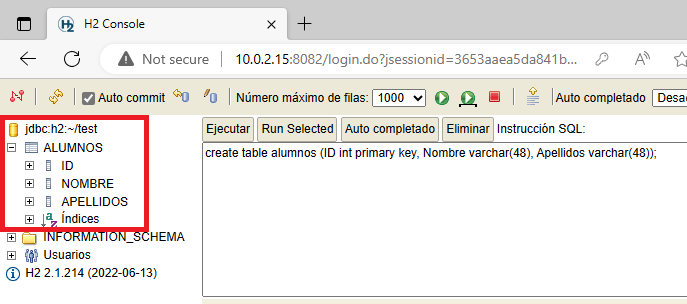 H2 Console
Not secure 10.0.2.15:8082/login.do?jsessionid=3653aaea5da841b...
Auto commit Número máximo de filas: 1000 Auto completado Desac
jdbc:h2:~/test
ALUMNOS
ID
NOMBRE
APELLIDOS
Índices
INFORMATION_SCHEMA
Usuarios
H2 2.1.214 (2022-06-13)
Ejecutar Run Selected Auto completado Eliminar Instrucción SQL:
create table alumnos (ID int primary key, Nombre varchar(48), Apellidos varchar(48));